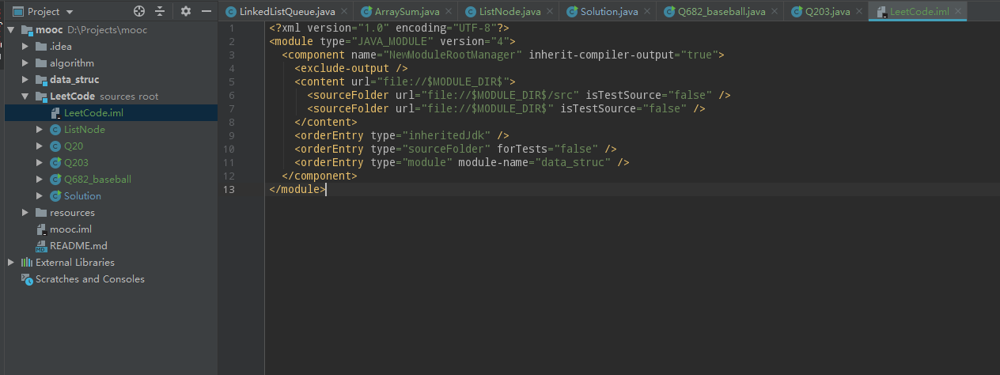 Project
LinkedListQueue.java
ArraySum.java
ListNode.java
Solution.java
Q682_baseball.java
Q203.java
LeetCode.iml
mooc D:\Projects\mooc
.idea
algorithm
data_struc
LeetCode sources root
LeetCode.iml
ListNode
Q20
Q203
Q682_baseball
Solution
resources
mooc.iml
README.md
External Libraries
Scratches and Consoles
1 <?xml version="1.0" encoding="UTF-8"?>
2 <module type="JAVA_MODULE" version="4">
3 <component name="NewModuleRootManager" inherit-compiler-output="true">
4 <exclude-output />
5 <content url="file://$MODULE_DIR$">
6 <sourceFolder url="file://$MODULE_DIR$/src" isTestSource="false" />
7 <sourceFolder url="file://$MODULE_DIR$" isTestSource="false" />
8 </content>
9 <orderEntry type="inheritedJdk" />
10 <orderEntry type="sourceFolder" forTests="false" />
11 <orderEntry type="module" module-name="data_struc" />
12 </component>
13 </module>